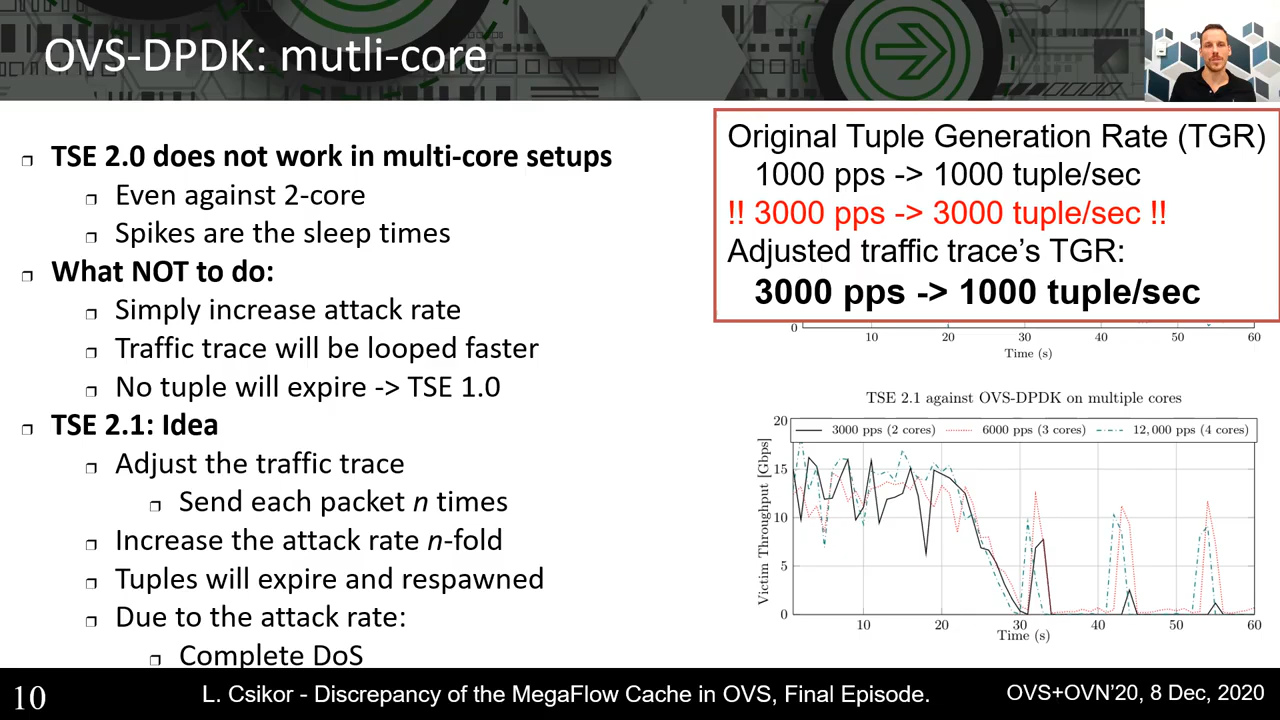 OVS-DPDK: mutli-core
TSE 2.0 does not work in multi-core setups
Even against 2-core
Spikes are the sleep times
What NOT to do:
Simply increase attack rate
Traffic trace will be looped faster
No tuple will expire -> TSE 1.0
TSE 2.1: Idea
Adjust the traffic trace
Send each packet n times
Increase the attack rate n-fold
Tuples will expire and respawned
Due to the attack rate:
Complete DoS
Original Tuple Generation Rate (TGR)
1000 pps -> 1000 tuple/sec
!! 3000 pps -> 3000 tuple/sec !!
Adjusted traffic trace's TGR:
3000 pps -> 1000 tuple/sec
0
10 20 30 40 50 60
Time (s)
TSE 2.1 against OVS-DPDK on multiple cores
3000 pps (2 cores) 6000 pps (3 cores) 12,000 pps (4 cores)
Victim Throughput [Gbps]
20
15
10
5
0
10 20 30 40 50 60
Time (s)
10
L. Csikor - Discrepancy of the MegaFlow Cache in OVS, Final Episode.
OVS+OVN'20, 8 Dec, 2020